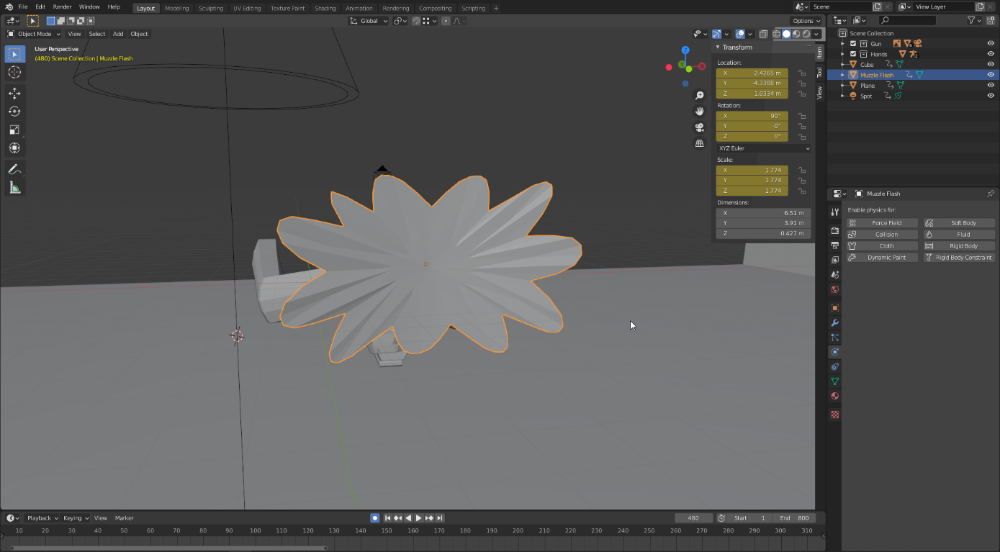 File Edit Render Window Help Layout Modeling Sculpting UV Editing Texture Paint Shading Animation Rendering Compositing Scripting + Scene View Layer
Global Options
Object Mode View Select Add Object
User Perspective
(480) Scene Collection | Muzzle Flash
Z
X
Transform
Location:
X 2.4265 m
Y -4.3388 m
Z 1.0334 m
Rotation:
X 90°
Y -0°
Z 0°
XYZ Euler
Scale:
X 1.774
Y 1.774
Z 1.774
Dimensions:
X 6.51 m
Y 3.91 m
Z 0.427 m
Item
Tool
View
Scene Collection
Gun
Hands
Cube
Muzzle Flash
Plane
Spot
Muzzle Flash
Enable physics for:
Force Field Soft Body
Collision Fluid
Cloth Rigid Body
Dynamic Paint Rigid Body Constraint
Playback Keying View Marker 480 Start 1 End 800
10 20 30 40 50 60 70 80 90 100 110 120 130 140 150 160 170 180 190 200 210 220 230 240 250 260 270 280 290 300 310